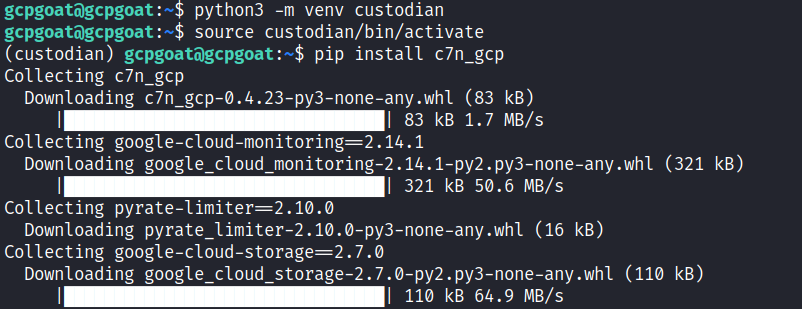 gcpgoat@gcpgoat:~$ python3 -m venv custodian
gcpgoat@gcpgoat:~$ source custodian/bin/activate
(custodian) gcpgoat@gcpgoat:~$ pip install c7n_gcp
Collecting c7n_gcp
  Downloading c7n_gcp-0.4.23-py3-none-any.whl (83 kB)
     |████████████████████████████████| 83 kB 1.7 MB/s
Collecting google-cloud-monitoring==2.14.1
  Downloading google_cloud_monitoring-2.14.1-py2.py3-none-any.whl (321 kB)
     |████████████████████████████████| 321 kB 50.6 MB/s
Collecting pyrate-limiter==2.10.0
  Downloading pyrate_limiter-2.10.0-py3-none-any.whl (16 kB)
Collecting google-cloud-storage==2.7.0
  Downloading google_cloud_storage-2.7.0-py2.py3-none-any.whl (110 kB)
     |████████████████████████████████| 110 kB 64.9 MB/s